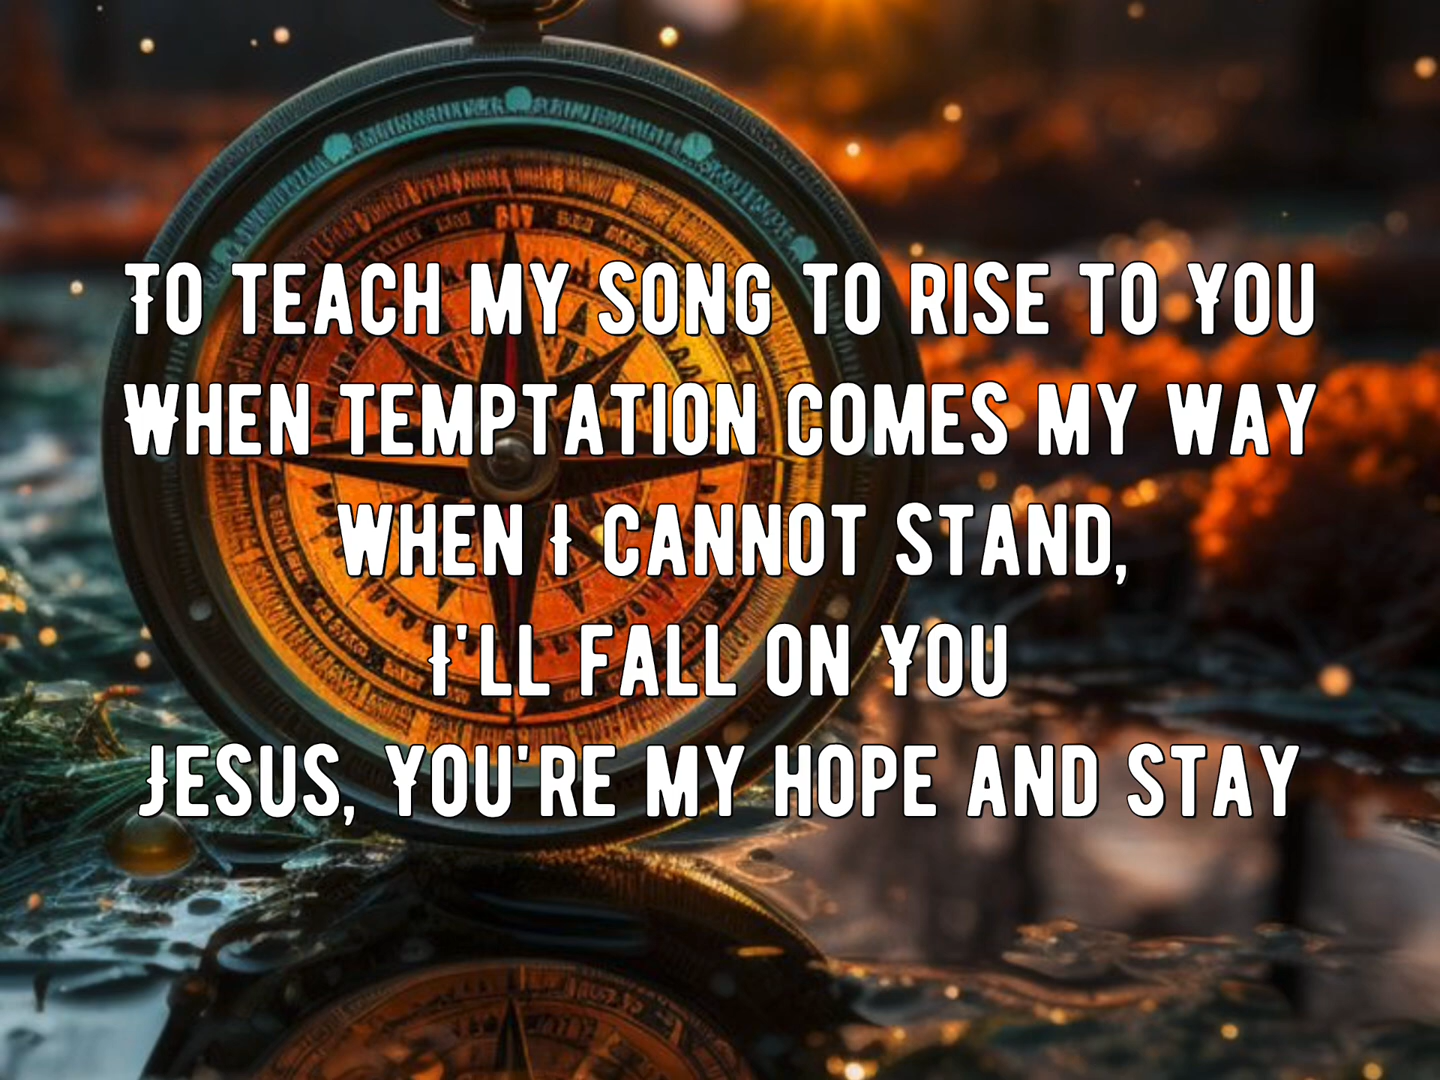 To teach my song to rise to You
When temptation comes my way
When I cannot stand,
I'll fall on You
Jesus, You're my hope and stay